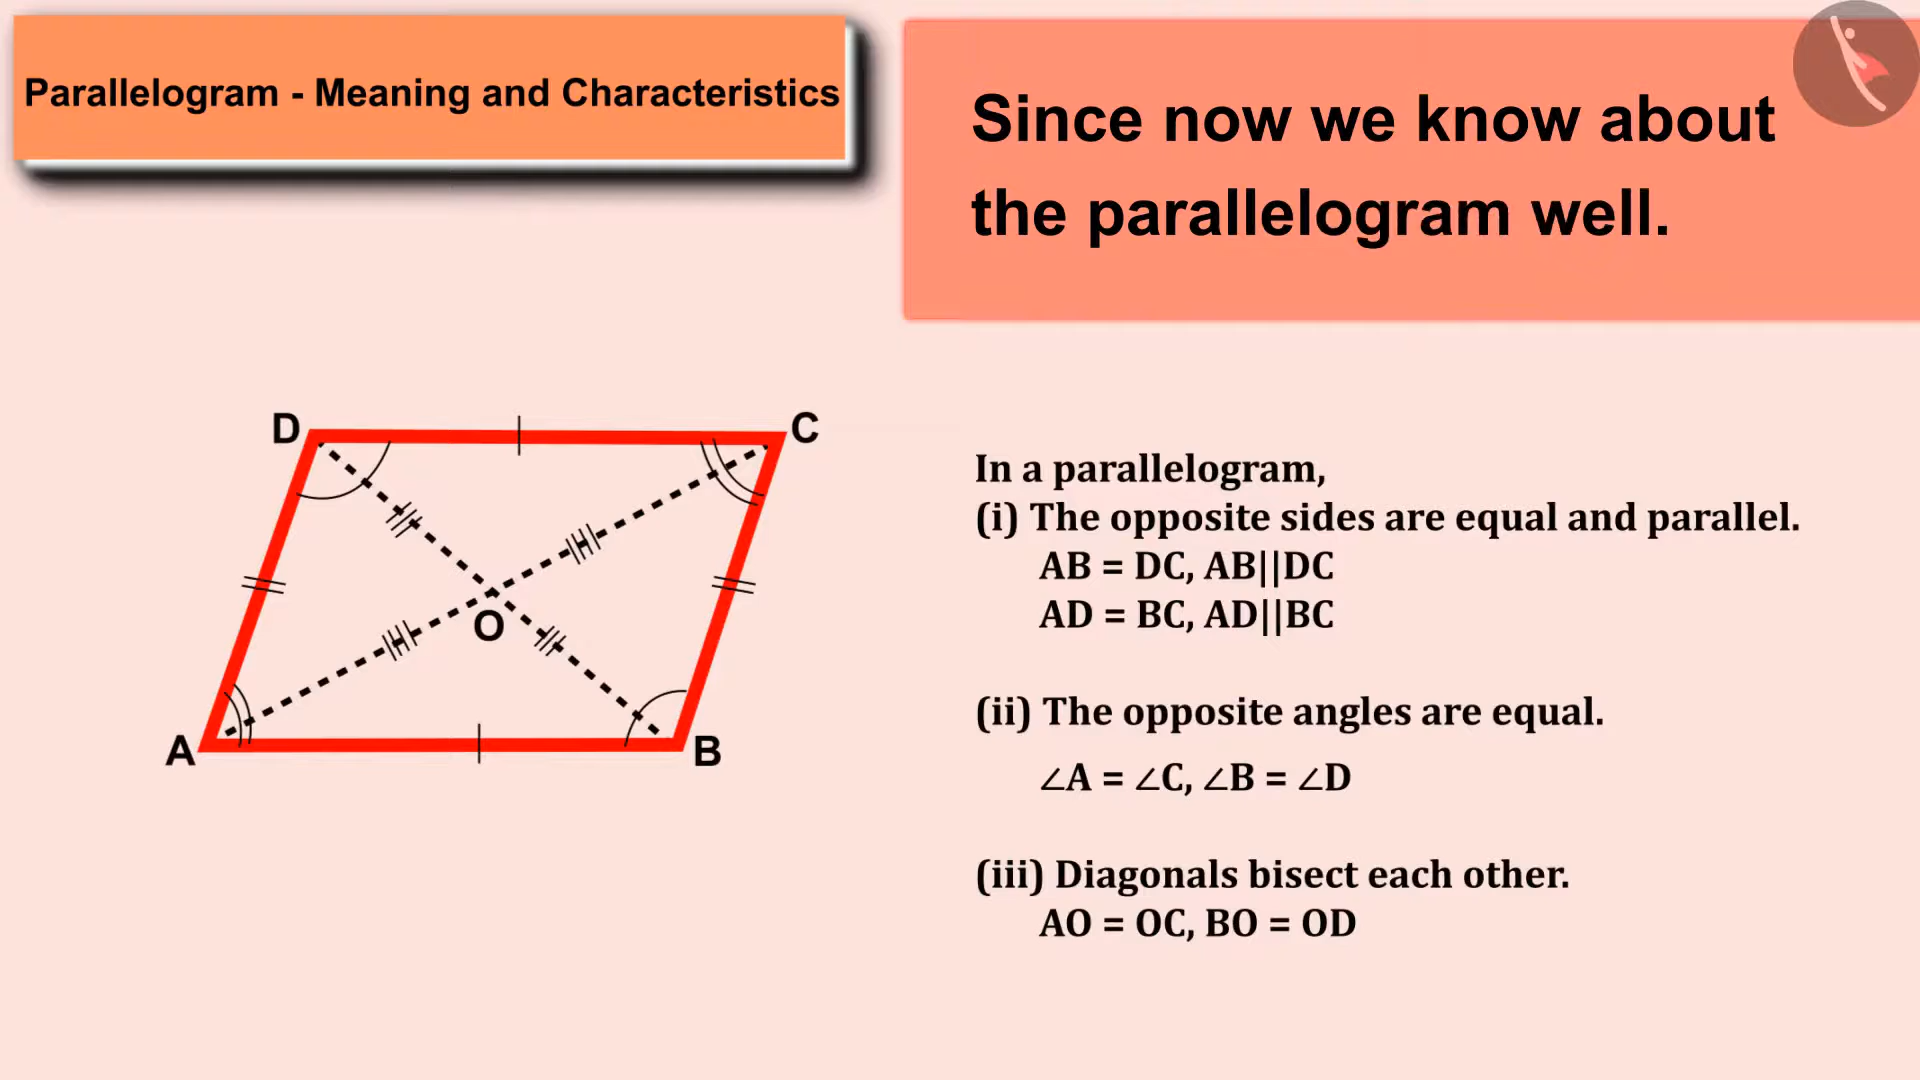 Parallelogram - Meaning and Characteristics
Since now we know about
the parallelogram well.
D
C
O
A
B
In a parallelogram,
(i) The opposite sides are equal and parallel.
AB = DC, AB||DC
AD = BC, AD||BC
(ii) The opposite angles are equal.
∠A = ∠C, ∠B = ∠D
(iii) Diagonals bisect each other.
AO = OC, BO = OD